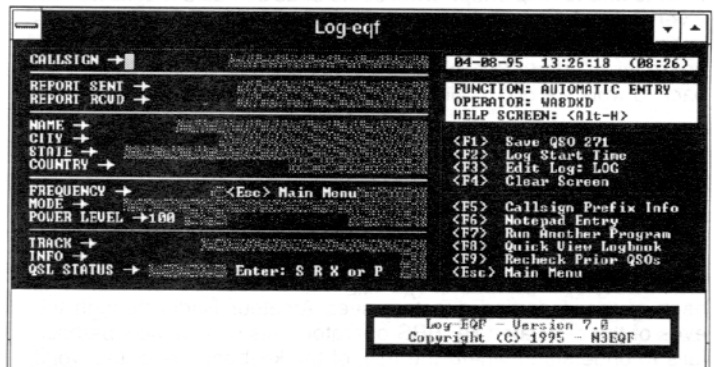 Log-eqf
CALLSIGN →
REPORT SENT →
REPORT RCVD →
NAME →
CITY →
STATE →
COUNTRY →
FREQUENCY → <Esc> Main Menu
MODE →
POWER LEVEL →100
TRACK →
INFO →
QSL STATUS → Enter: S R X or P
04-08-95 13:26:18 (08:26)
FUNCTION: AUTOMATIC ENTRY
OPERATOR: WA8DXD
HELP SCREEN: <Alt-H>
<F1> Save QSO 271
<F2> Log Start Time
<F3> Edit Log: LOG
<F4> Clear Screen
<F5> Callsign Prefix Info
<F6> Notepad Entry
<F7> Run Another Program
<F8> Quick View Logbook
<F9> Recheck Prior QSOs
<Esc> Main Menu
Log-EQF - Version 7.0
Copyright (C) 1995 - N3EQF